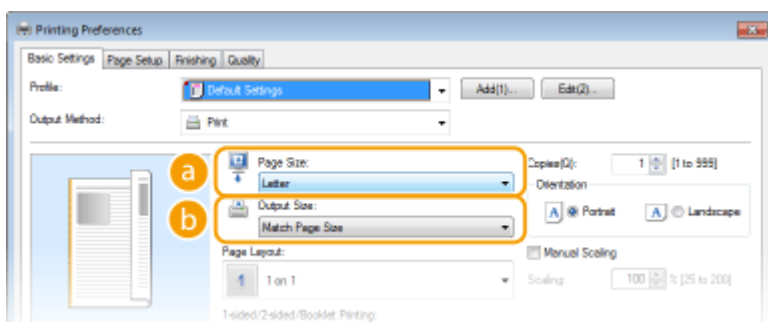 Printing Preferences
Basic Settings Page Setup Finishing Quality
Profile: Default Settings Add(1)... Edit(2)...
Output Method: Print
a Page Size: Copies(Q): 1 [1 to 999]
Letter Orientation
b Output Size: A Portrait A Landscape
Match Page Size
Page Layout: Manual Scaling
1 1 on 1 Scaling: 100 % [25 to 200]
1-sided/2-sided/Booklet Printing: